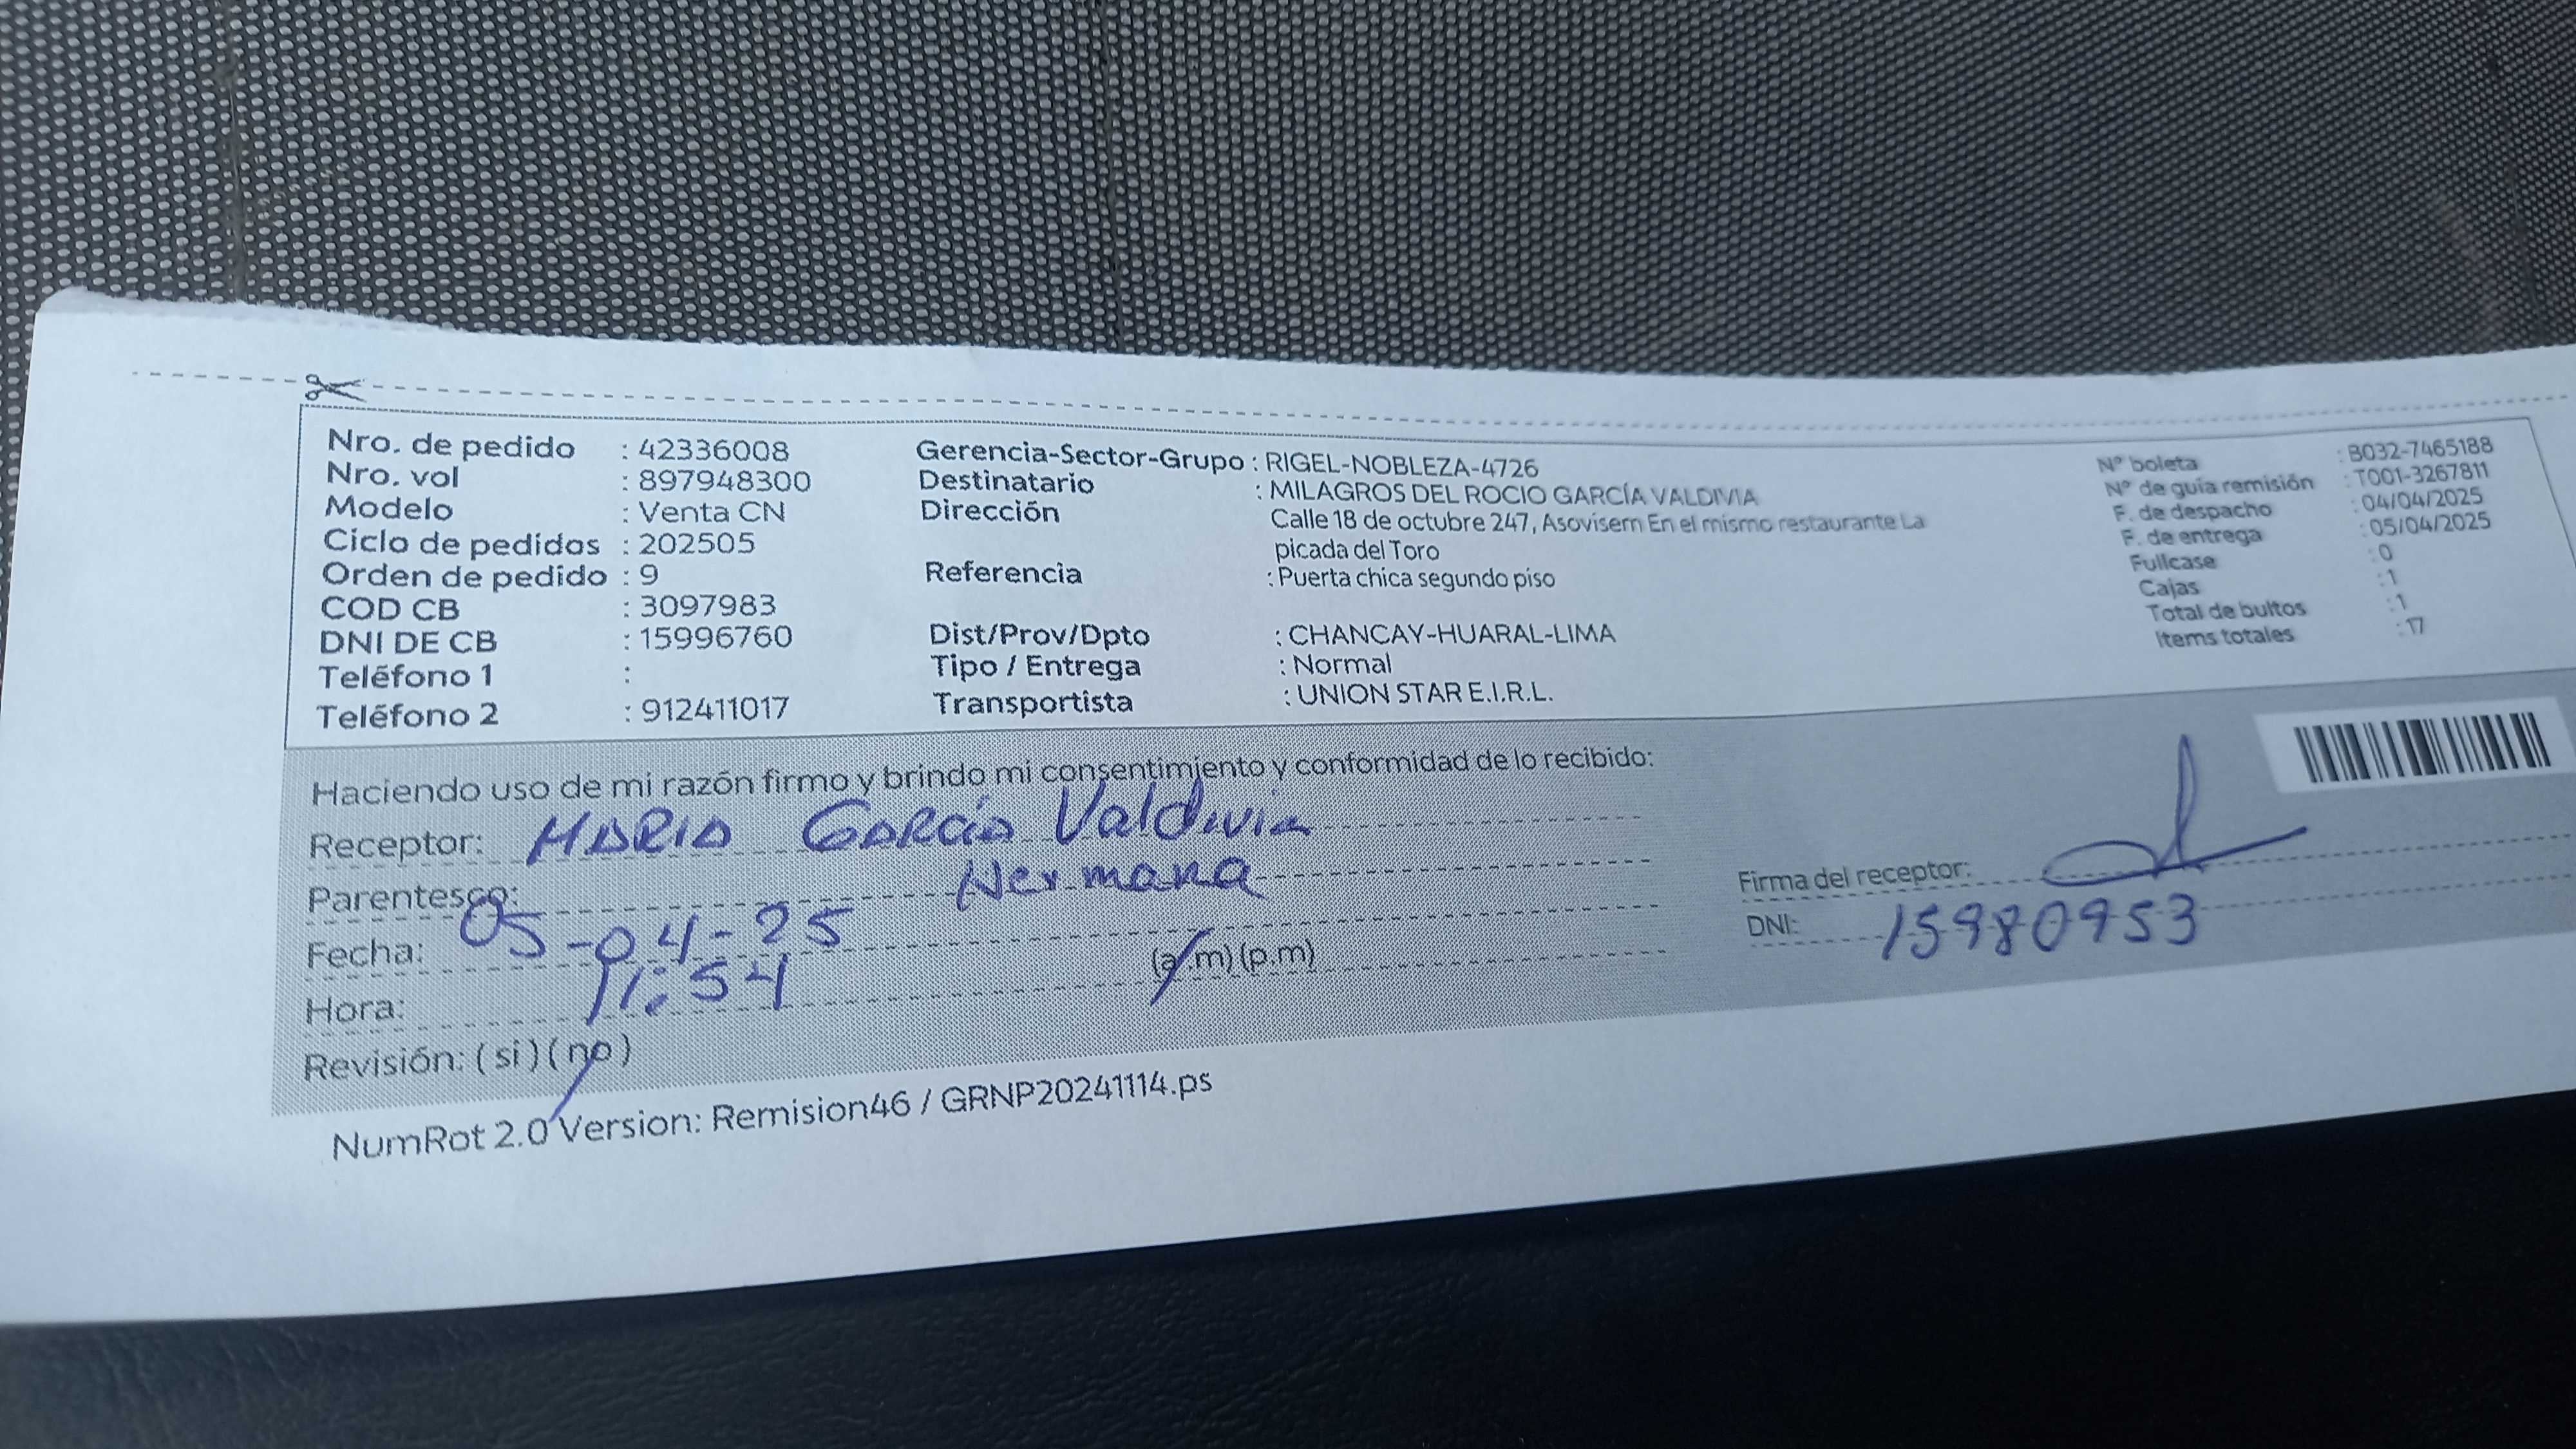 Nro. de pedido : 42336008
Nro. vol : 897948300
Modelo : Venta CN
Ciclo de pedidos : 202505
Orden de pedido : 9
COD CB : 3097983
DNI DE CB : 15996760
Teléfono 1 :
Teléfono 2 : 912411017
Gerencia-Sector-Grupo : RIGEL-NOBLEZA-4726
Destinatario : MILAGROS DEL ROCIO GARCÍA VALDIVIA
Dirección Calle 18 de octubre 247, Asovisern En el mismo restaurante La
picada del Toro
Referencia : Puerta chica segundo piso
Dist/Prov/Dpto : CHANCAY-HUARAL-LIMA
Tipo / Entrega : Normal
Transportista : UNION STAR E.I.R.L.
N° boleta : B032-7465188
N° de guía remisión : T001-3267811
F. de despacho : 04/04/2025
F. de entrega : 05/04/2025
Fullcase : 0
Cajas : 1
Total de bultos : 1
Items totales : 17
Haciendo uso de mi razón firmo y brindo mi consentimiento y conformidad de lo recibido:
Receptor: MARIA García Valdivia
Parentesco: Hermana
Fecha: 05-04-25
Hora: 11:54 (a.m) (p.m)
Revisión: ( si ) ( no )
Firma del receptor:
DNI: 15980953
NumRot 2.0 Version: Remision46 / GRNP20241114.ps